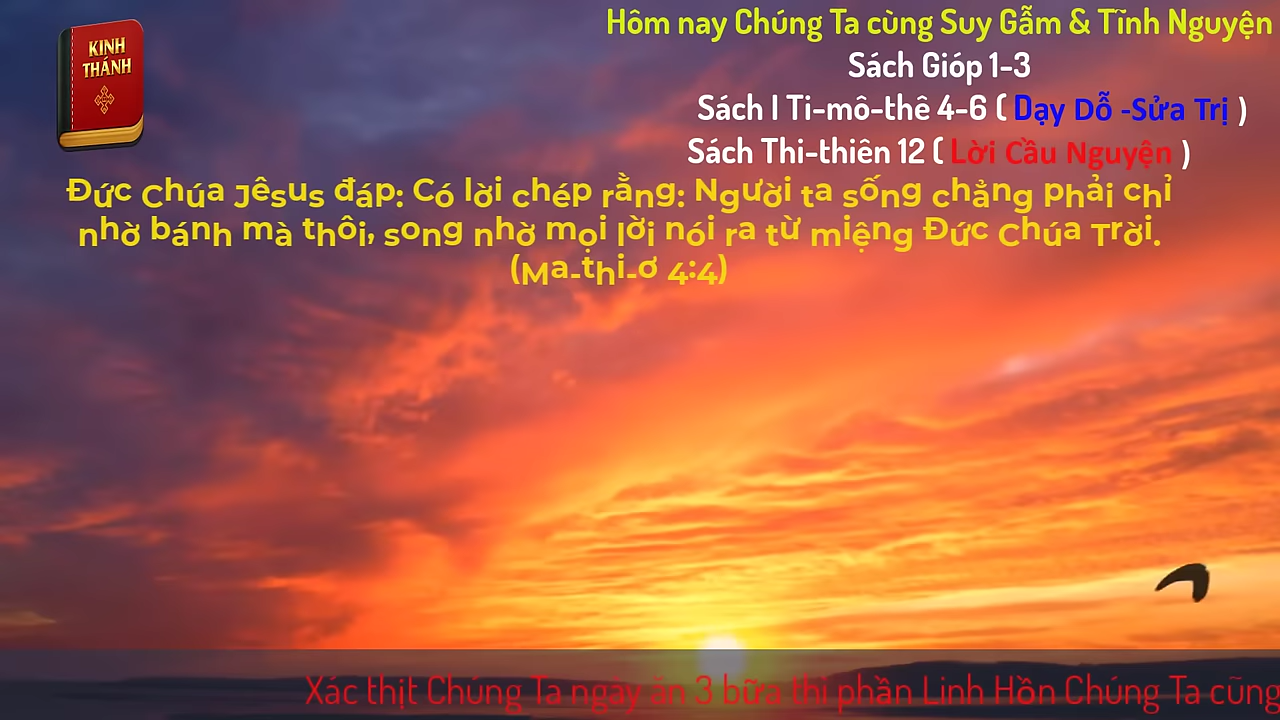 KINH
THÁNH
Hôm nay Chúng Ta cùng Suy Gẫm & Tĩnh Nguyện
Sách Gióp 1-3
Sách I Ti-mô-thê 4-6 ( Dạy Dỗ -Sửa Trị )
Sách Thi-thiên 12 ( Lời Cầu Nguyện )
Đức Chúa Jêsus đáp: Có lời chép rằng: Người ta sống chẳng phải chỉ
nhờ bánh mà thôi, song nhờ mọi lời nói ra từ miệng Đức Chúa Trời.
(Ma-thi-ơ 4:4)
Xác thịt Chúng Ta ngày ăn 3 bữa thì phần Linh Hồn Chúng Ta cũng